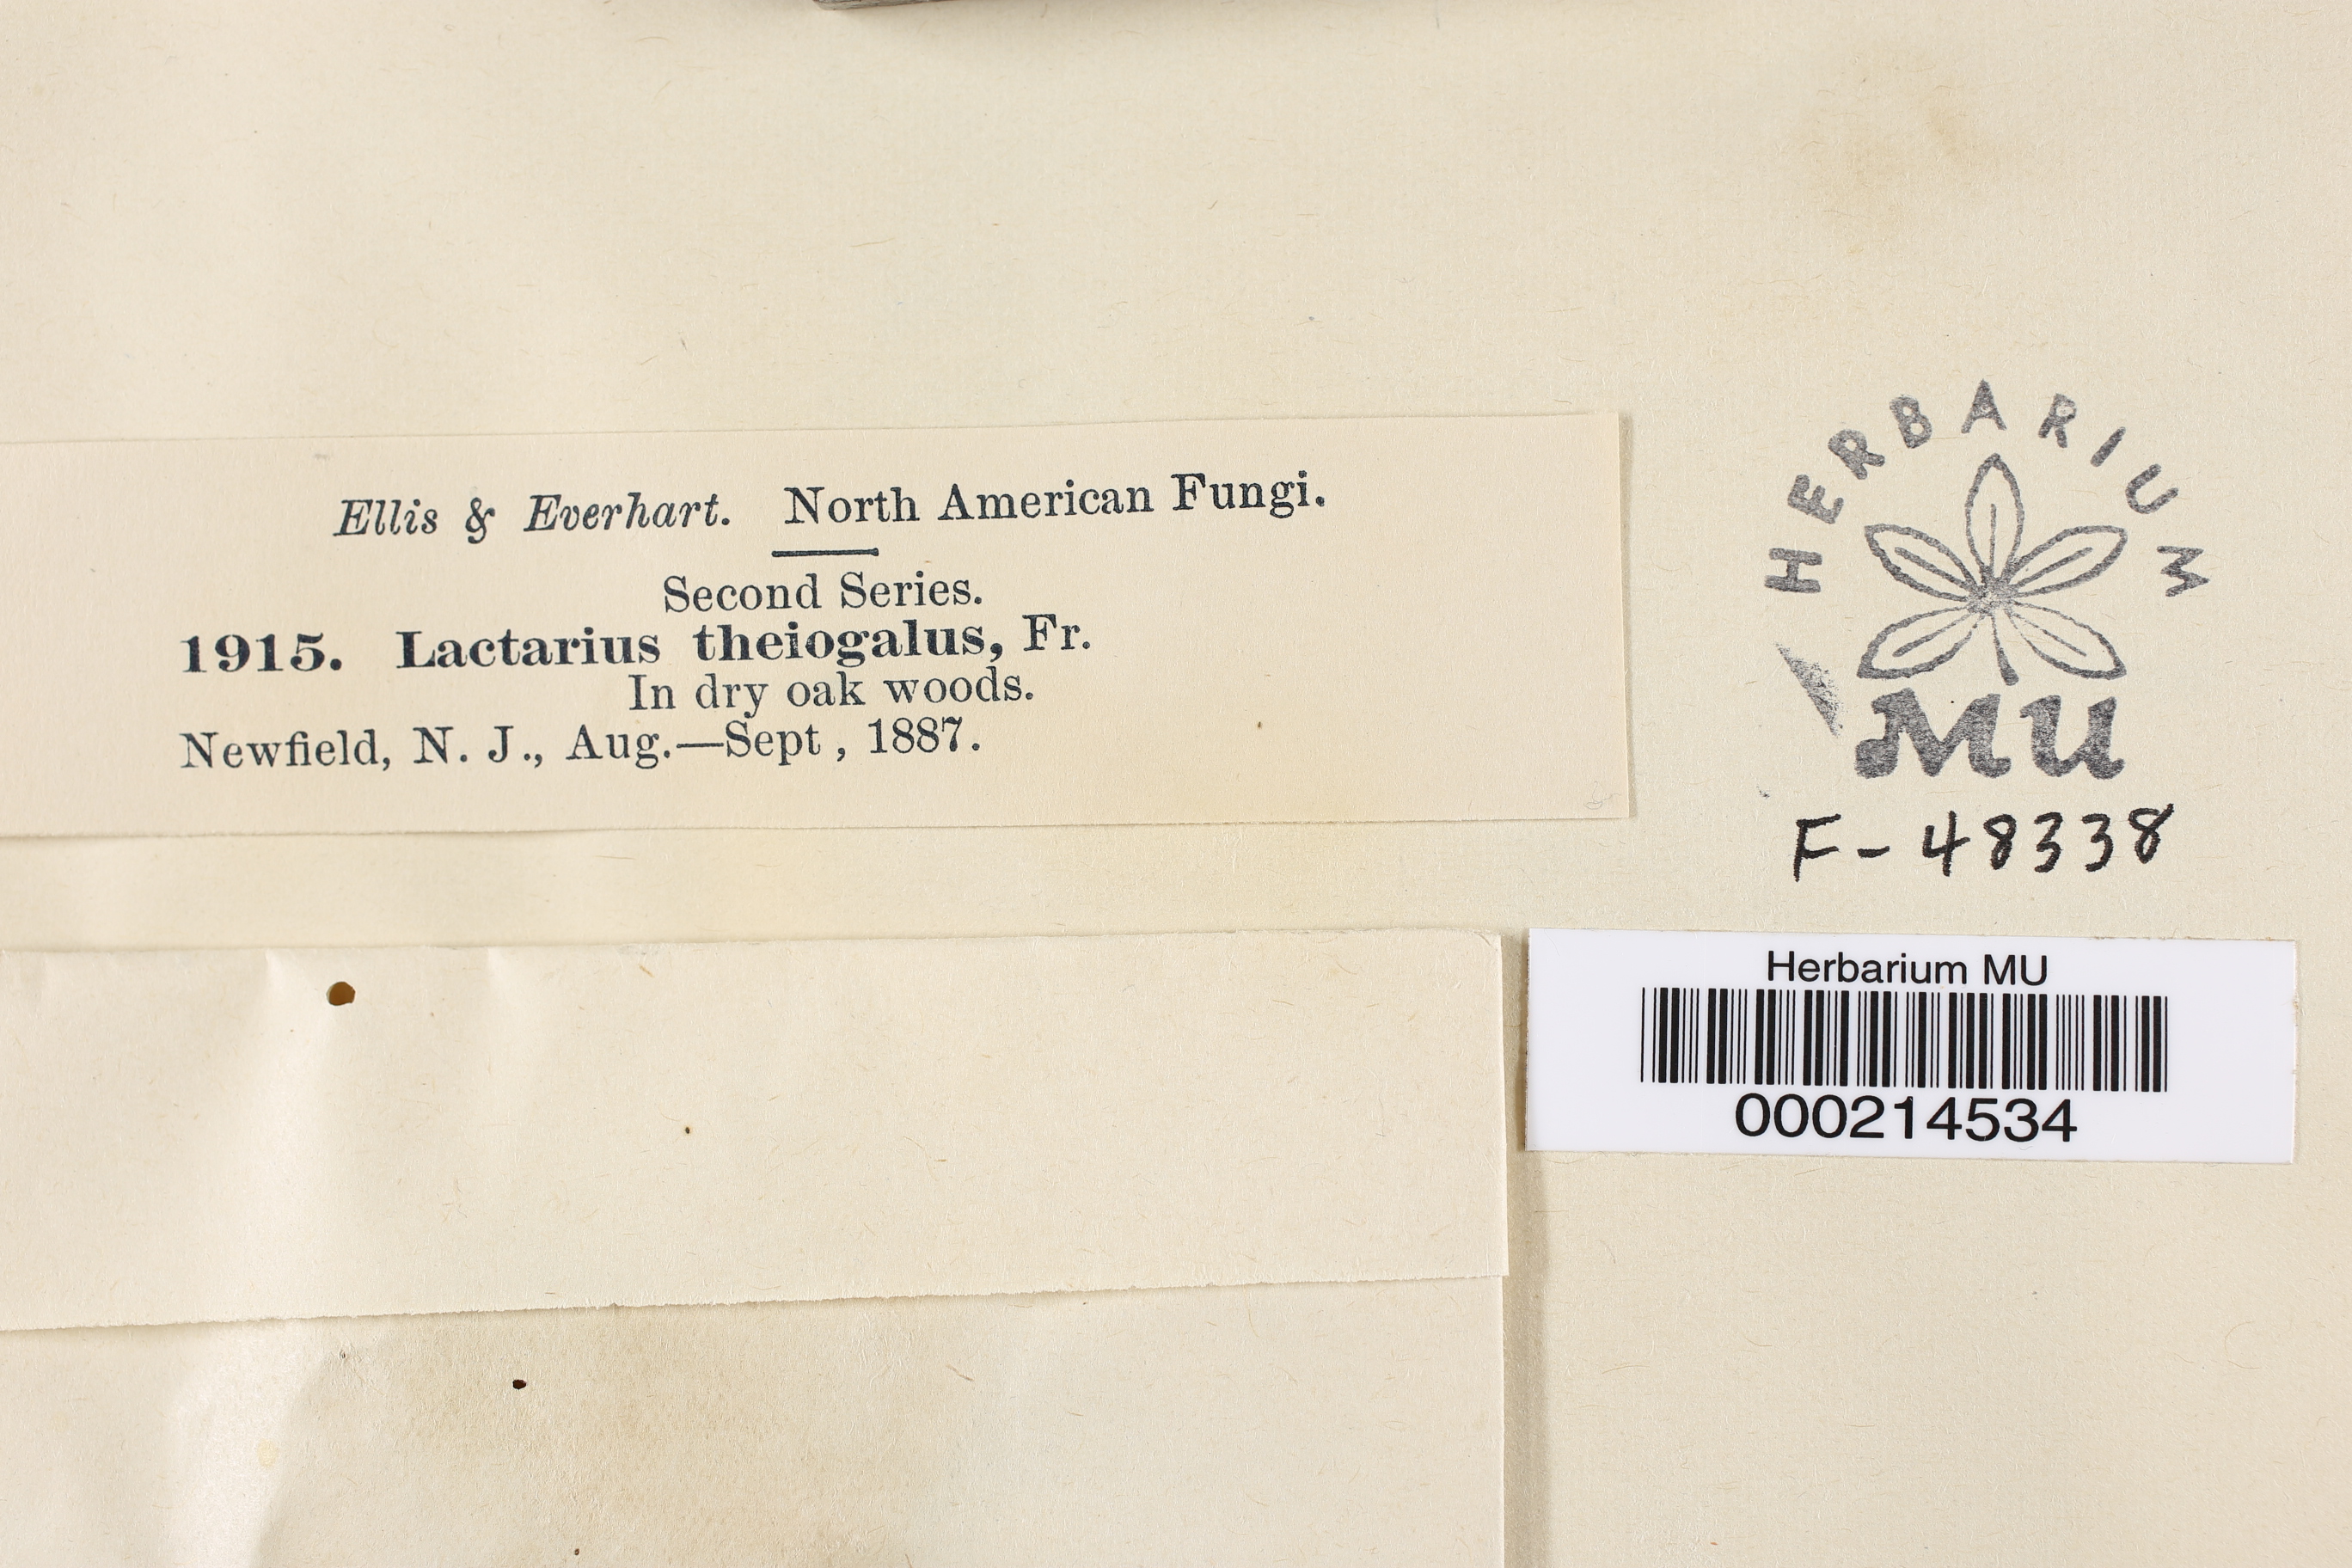 Ellis & Everhart. North American Fungi.
Second Series.
1915. Lactarius theiogalus, Fr.
In dry oak woods.
Newfield, N. J., Aug.—Sept , 1887.
HERBARIUM
MU
F-48338
Herbarium MU
000214534